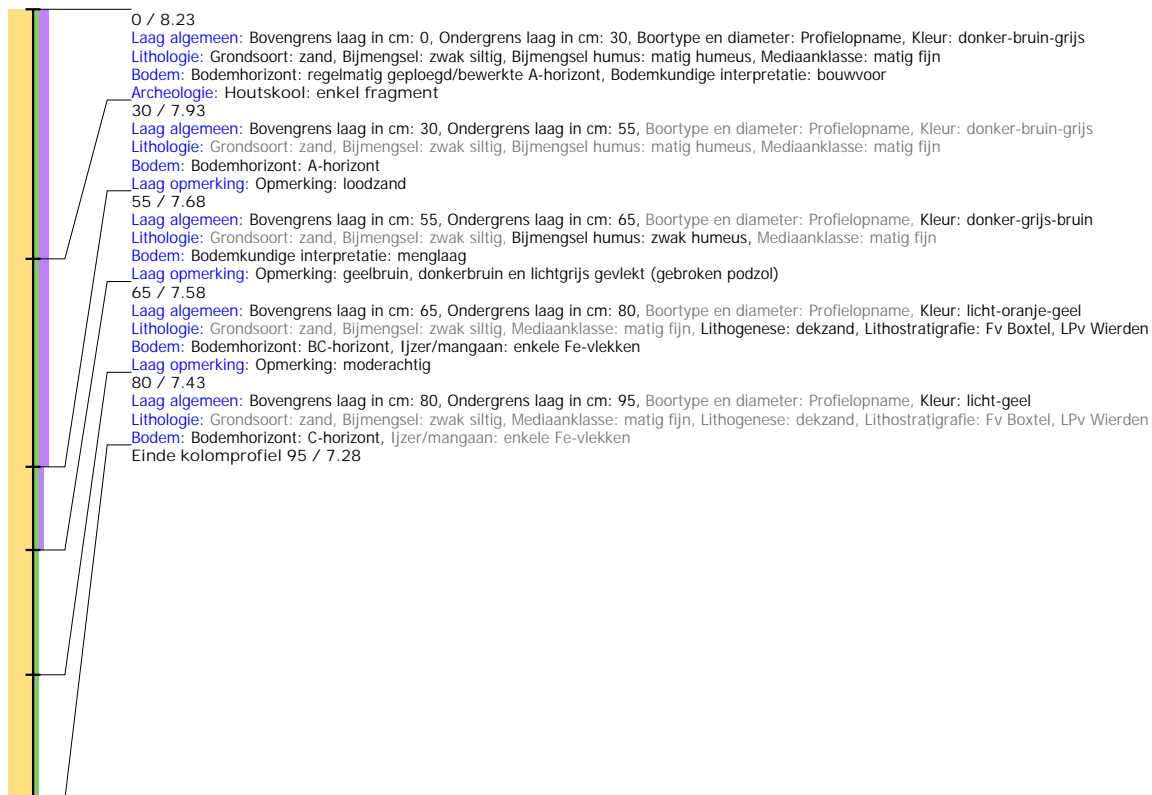 0 / 8.23
Laag algemeen: Bovengrens laag in cm: 0, Ondergrens laag in cm: 30, Boortype en diameter: Profielopname, Kleur: donker-bruin-grijs
Lithologie: Grondsoort: zand, Bijmengsel: zwak siltig, Bijmengsel humus: matig humeus, Mediaanklasse: matig fijn
Bodem: Bodemhorizont: regelmatig geploegd/bewerkte A-horizont, Bodemkundige interpretatie: bouwvoor
Archeologie: Houtskool: enkel fragment
30 / 7.93
Laag algemeen: Bovengrens laag in cm: 30, Ondergrens laag in cm: 55, Boortype en diameter: Profielopname, Kleur: donker-bruin-grijs
Lithologie: Grondsoort: zand, Bijmengsel: zwak siltig, Bijmengsel humus: matig humeus, Mediaanklasse: matig fijn
Bodem: Bodemhorizont: A-horizont
Laag opmerking: Opmerking: loodzand
55 / 7.68
Laag algemeen: Bovengrens laag in cm: 55, Ondergrens laag in cm: 65, Boortype en diameter: Profielopname, Kleur: donker-grijs-bruin
Lithologie: Grondsoort: zand, Bijmengsel: zwak siltig, Bijmengsel humus: zwak humeus, Mediaanklasse: matig fijn
Bodem: Bodemkundige interpretatie: menglaag
Laag opmerking: Opmerking: geelbruin, donkerbruin en lichtgrijs gevlekt (gebroken podzol)
65 / 7.58
Laag algemeen: Bovengrens laag in cm: 65, Ondergrens laag in cm: 80, Boortype en diameter: Profielopname, Kleur: licht-oranje-geel
Lithologie: Grondsoort: zand, Bijmengsel: zwak siltig, Mediaanklasse: matig fijn, Lithogenese: dekzand, Lithostratigrafie: Fv Boxtel, LPv Wierden
Bodem: Bodemhorizont: BC-horizont, Ijzer/mangaan: enkele Fe-vlekken
Laag opmerking: Opmerking: moderachtig
80 / 7.43
Laag algemeen: Bovengrens laag in cm: 80, Ondergrens laag in cm: 95, Boortype en diameter: Profielopname, Kleur: licht-geel
Lithologie: Grondsoort: zand, Bijmengsel: zwak siltig, Mediaanklasse: matig fijn, Lithogenese: dekzand, Lithostratigrafie: Fv Boxtel, LPv Wierden
Bodem: Bodemhorizont: C-horizont, Ijzer/mangaan: enkele Fe-vlekken
Einde kolomprofiel 95 / 7.28